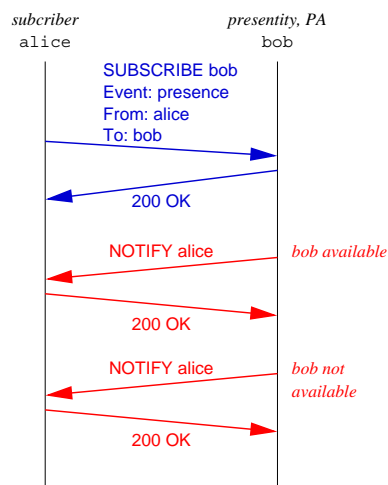 subcriber
presentity, PA
alice
bob
SUBSCRIBE bob
Event: presence
From: alice
To: bob
200 OK
NOTIFY alice
bob available
200 OK
NOTIFY alice
bob not
available
200 OK